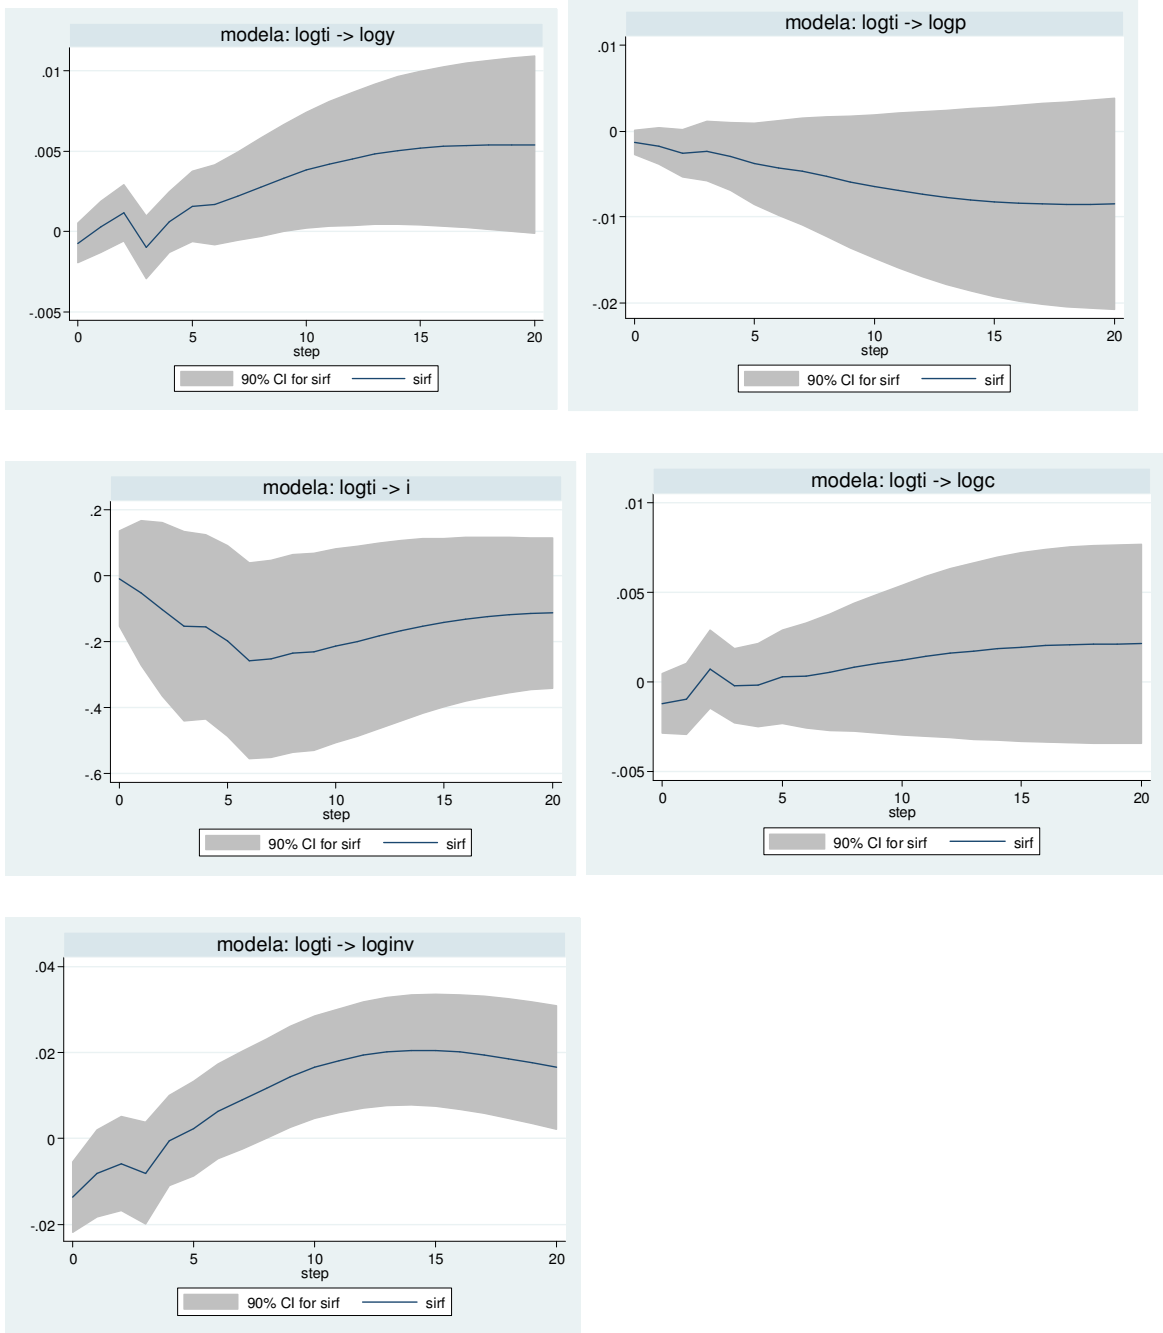 modela: logti -> logy
.01
.005
0
-.005
0 5 10 15 20
step
90% CI for sirf sirf
modela: logti -> logp
.01
0
-.01
-.02
0 5 10 15 20
step
90% CI for sirf sirf
modela: logti -> i
.2
0
-.2
-.4
-.6
0 5 10 15 20
step
90% CI for sirf sirf
modela: logti -> logc
.01
.005
0
-.005
0 5 10 15 20
step
90% CI for sirf sirf
modela: logti -> loginv
.04
.02
0
-.02
0 5 10 15 20
step
90% CI for sirf sirf